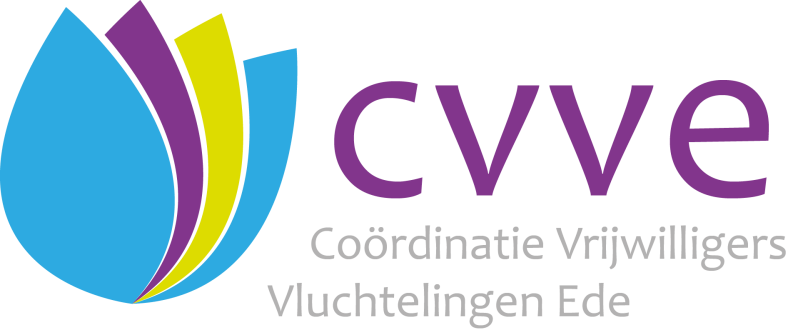 cvve
Coördinatie Vrijwilligers
Vluchtelingen Ede